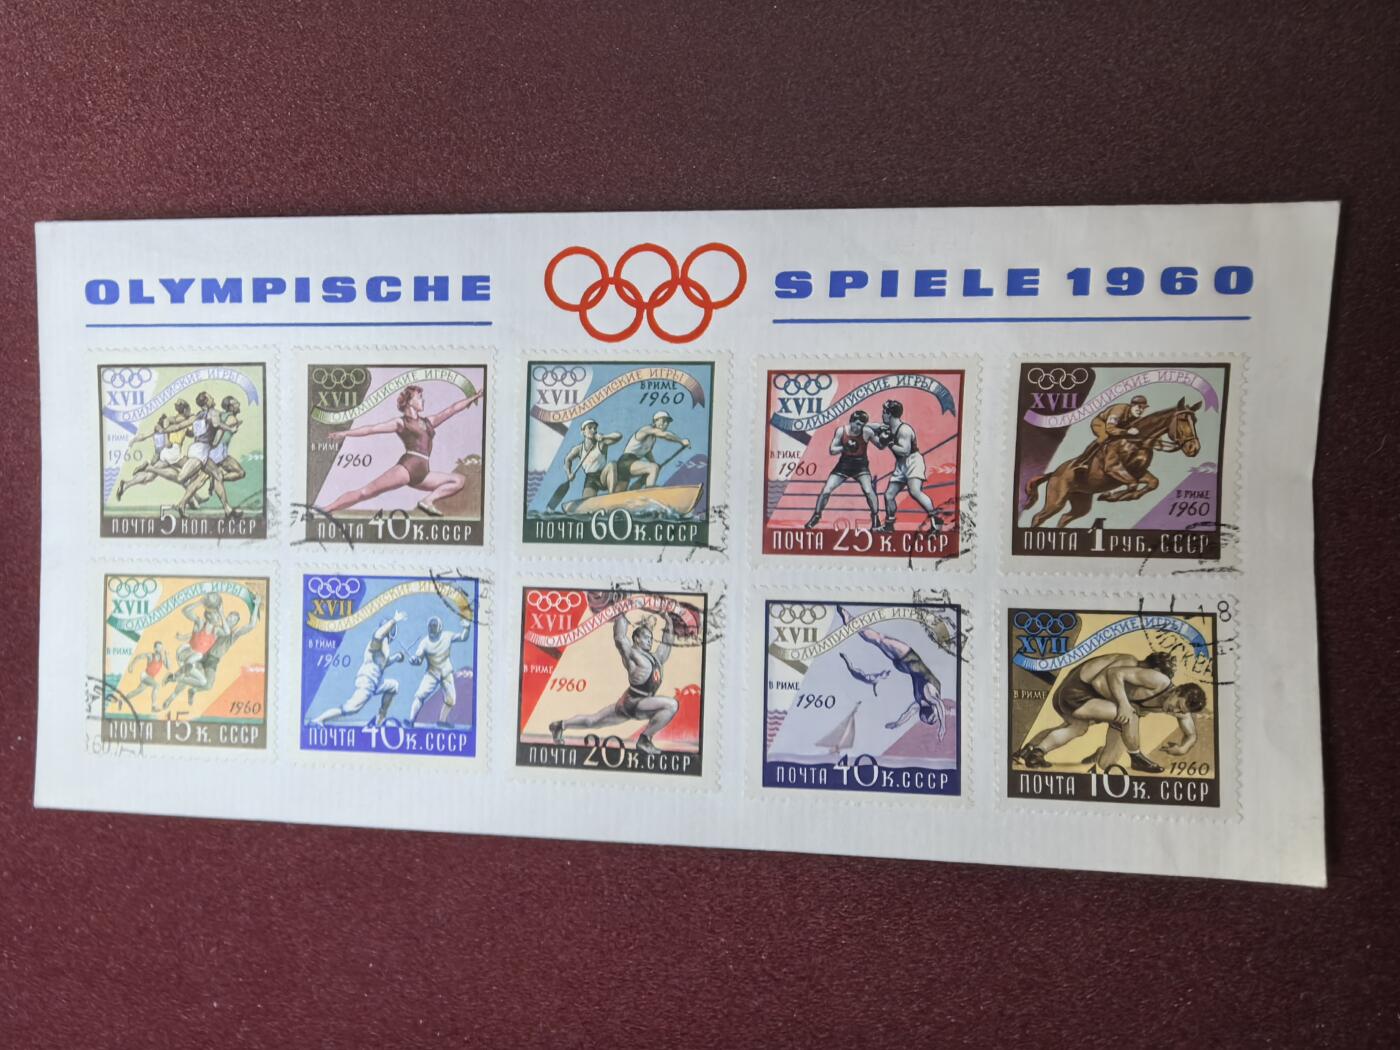 OLYMPISCHE SPIELE 1960
XVII ОЛИМПИЙСКИЕ ИГРЫ
В РИМЕ
1960
ПОЧТА 5 КОП. СССР
XVII ОЛИМПИЙСКИЕ ИГРЫ
В РИМЕ
1960
ПОЧТА 40 К. СССР
XVII ОЛИМПИЙСКИЕ ИГРЫ
В РИМЕ
1960
ПОЧТА 60 К. СССР
XVII ОЛИМПИЙСКИЕ ИГРЫ
В РИМЕ
1960
ПОЧТА 25 К. СССР
XVII ОЛИМПИЙСКИЕ ИГРЫ
В РИМЕ
1960
ПОЧТА 1 РУБ. СССР
XVII ОЛИМПИЙСКИЕ ИГРЫ
В РИМЕ
1960
ПОЧТА 15 К. СССР
XVII ОЛИМПИЙСКИЕ ИГРЫ
В РИМЕ
1960
ПОЧТА 40 К. СССР
XVII ОЛИМПИЙСКИЕ ИГРЫ
В РИМЕ
1960
ПОЧТА 20 К. СССР
XVII ОЛИМПИЙСКИЕ ИГРЫ
В РИМЕ
1960
ПОЧТА 40 К. СССР
XVII ОЛИМПИЙСКИЕ ИГРЫ
В РИМЕ
1960
ПОЧТА 10 К. СССР
МОСКВА